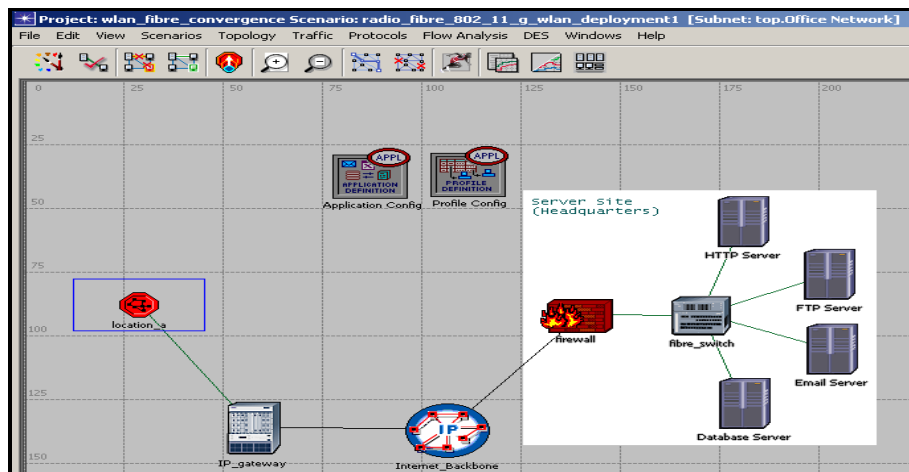 Project: wlan_fibre_convergence Scenario: radio_fibre_802_11_g_wlan_deployment1 [Subnet: top.Office Network]
File Edit View Scenarios Topology Traffic Protocols Flow Analysis DES Windows Help
0 25 50 75 100 125 150 175 200
25
50
75
100
125
150
APPL
APPLICATION DEFINITION
Application Config
APPL
PROFILE DEFINITION
Profile Config
Server Site
(Headquarters)
HTTP Server
FTP Server
location_a
firewall
fibre_switch
Email Server
Database Server
IP_gateway
IP
Internet_Backbone